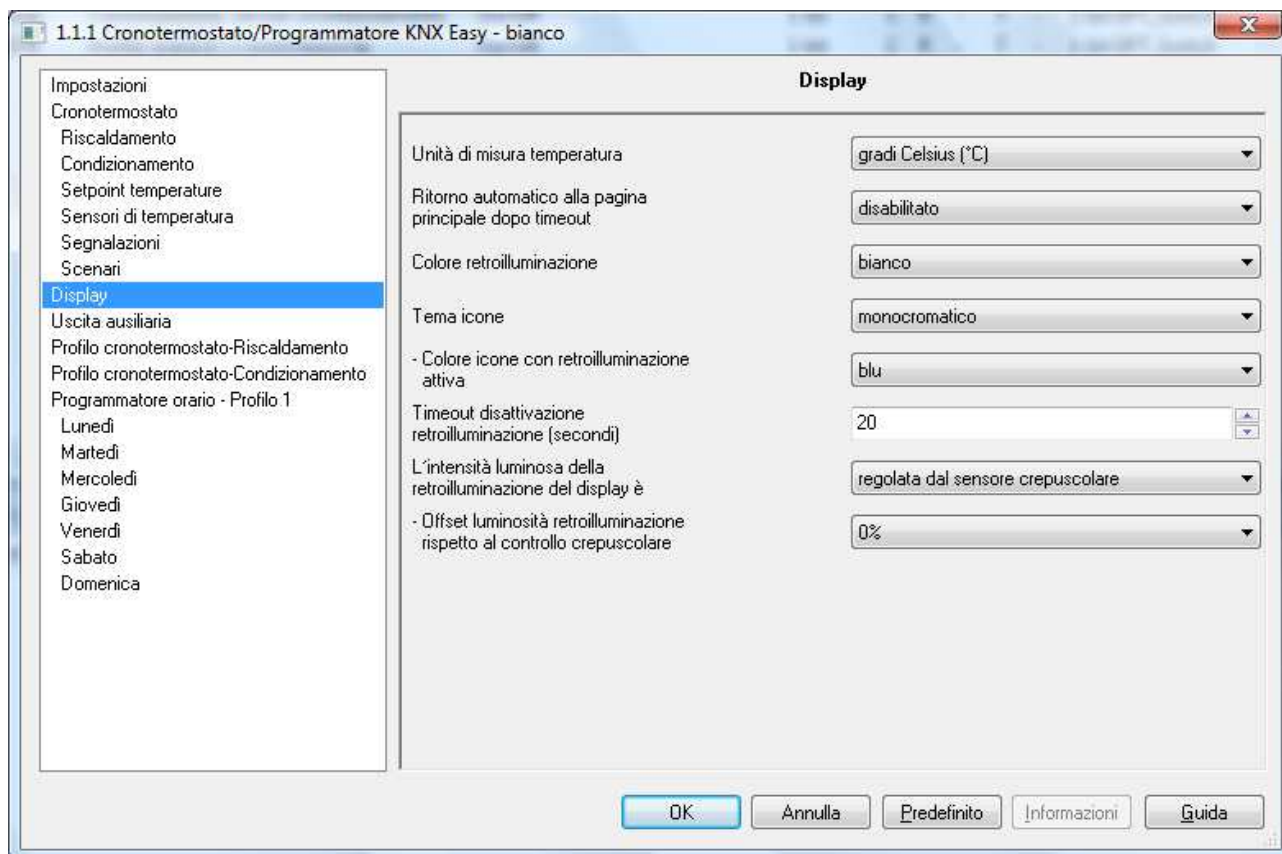 1.1.1 Cronotermostato/Programmatore KNX Easy - bianco
Impostazioni
Cronotermostato
Riscaldamento
Condizionamento
Setpoint temperature
Sensori di temperatura
Segnalazioni
Scenari
Display
Uscita ausiliaria
Profilo cronotermostato-Riscaldamento
Profilo cronotermostato-Condizionamento
Programmatore orario - Profilo 1
Lunedì
Martedì
Mercoledì
Giovedì
Venerdì
Sabato
Domenica
Display
Unità di misura temperatura
gradi Celsius (°C)
Ritorno automatico alla pagina
principale dopo timeout
disabilitato
Colore retroilluminazione
bianco
Tema icone
monocromatico
- Colore icone con retroilluminazione
attiva
blu
Timeout disattivazione
retroilluminazione (secondi)
20
L´intensità luminosa della
retroilluminazione del display è
regolata dal sensore crepuscolare
- Offset luminosità retroilluminazione
rispetto al controllo crepuscolare
0%
OK
Annulla
Predefinito
Informazioni
Guida